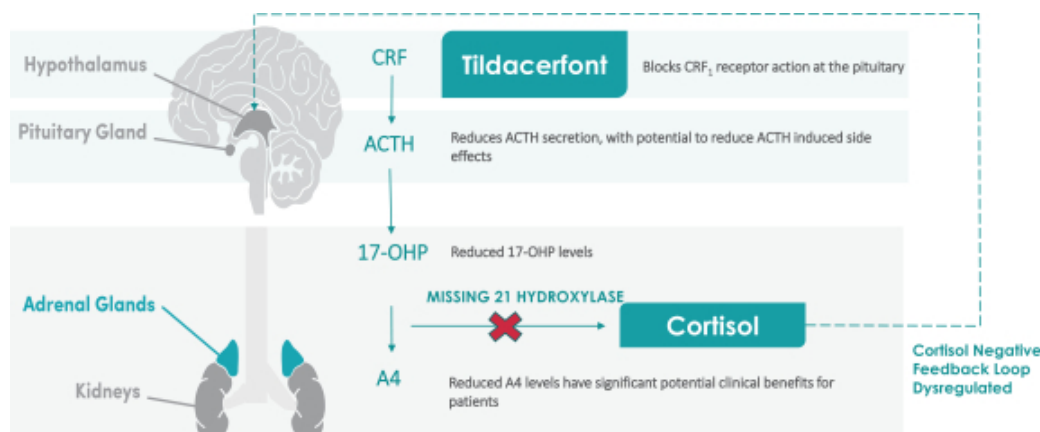 Hypothalamus
CRF
Tildacerfont
Blocks CRF₁ receptor action at the pituitary
Pituitary Gland
ACTH
Reduces ACTH secretion, with potential to reduce ACTH induced side
effects
17-OHP
Reduced 17-OHP levels
Adrenal Glands
MISSING 21 HYDROXYLASE
Cortisol
Cortisol Negative
Feedback Loop
Dysregulated
Kidneys
A4
Reduced A4 levels have significant potential clinical benefits for
patients